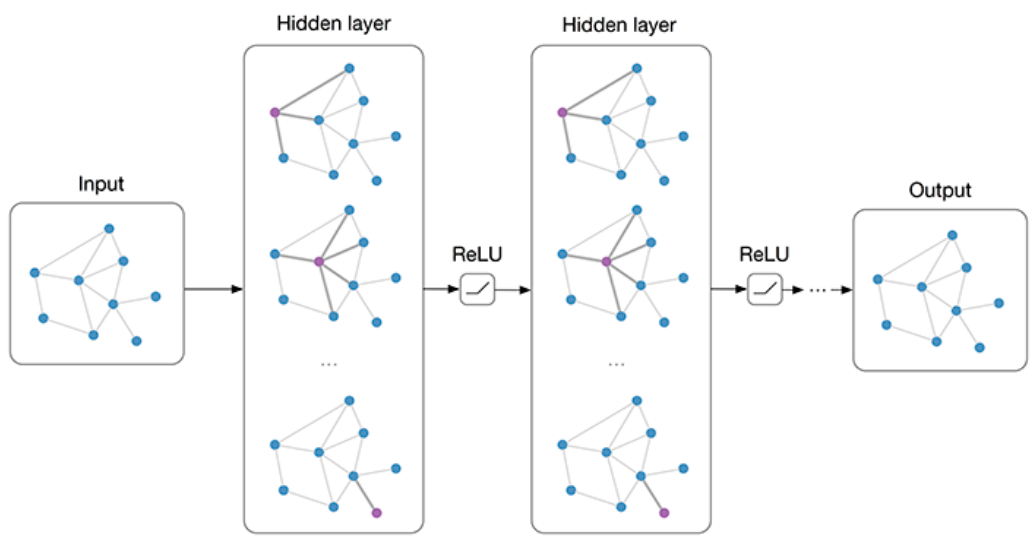 Hidden layer
Hidden layer
Input
Output
ReLU
ReLU
...
...
...